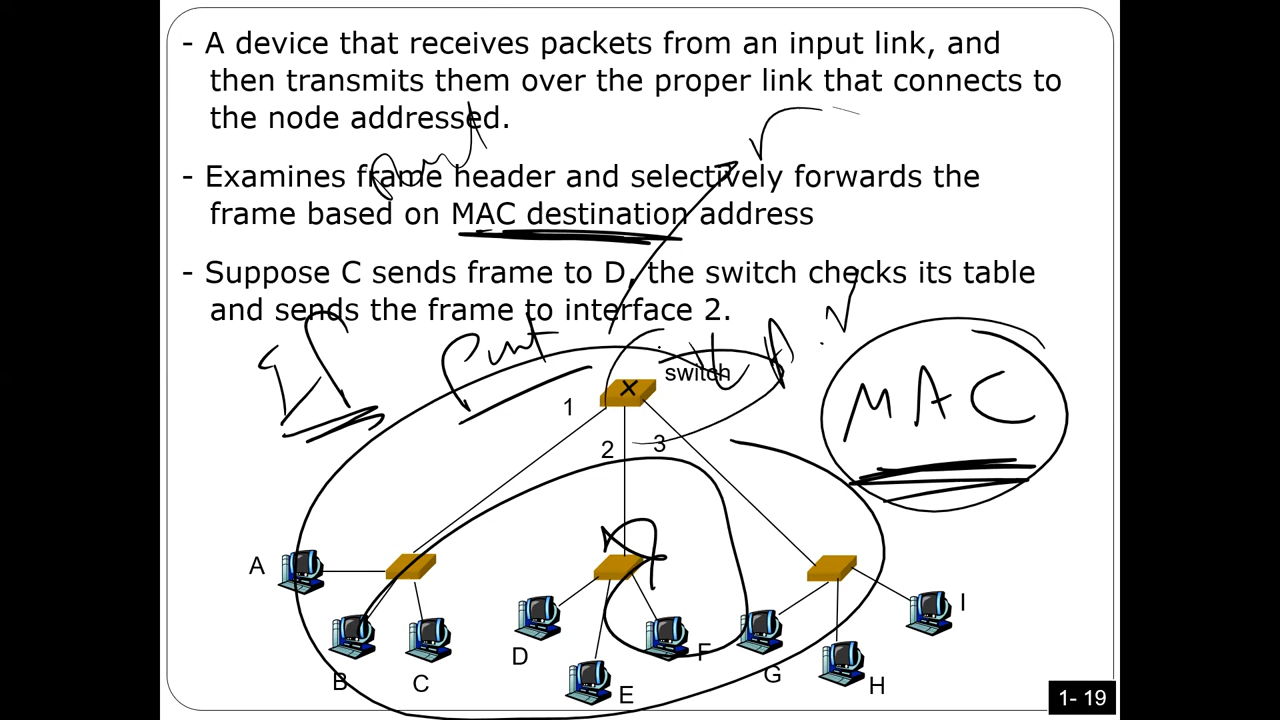 - A device that receives packets from an input link, and
then transmits them over the proper link that connects to
the node addressed.
- Examines frame header and selectively forwards the
frame based on MAC destination address
- Suppose C sends frame to D, the switch checks its table
and sends the frame to interface 2.
switch
MAC
1
2
3
A
B
C
D
E
F
G
H
I
1- 19